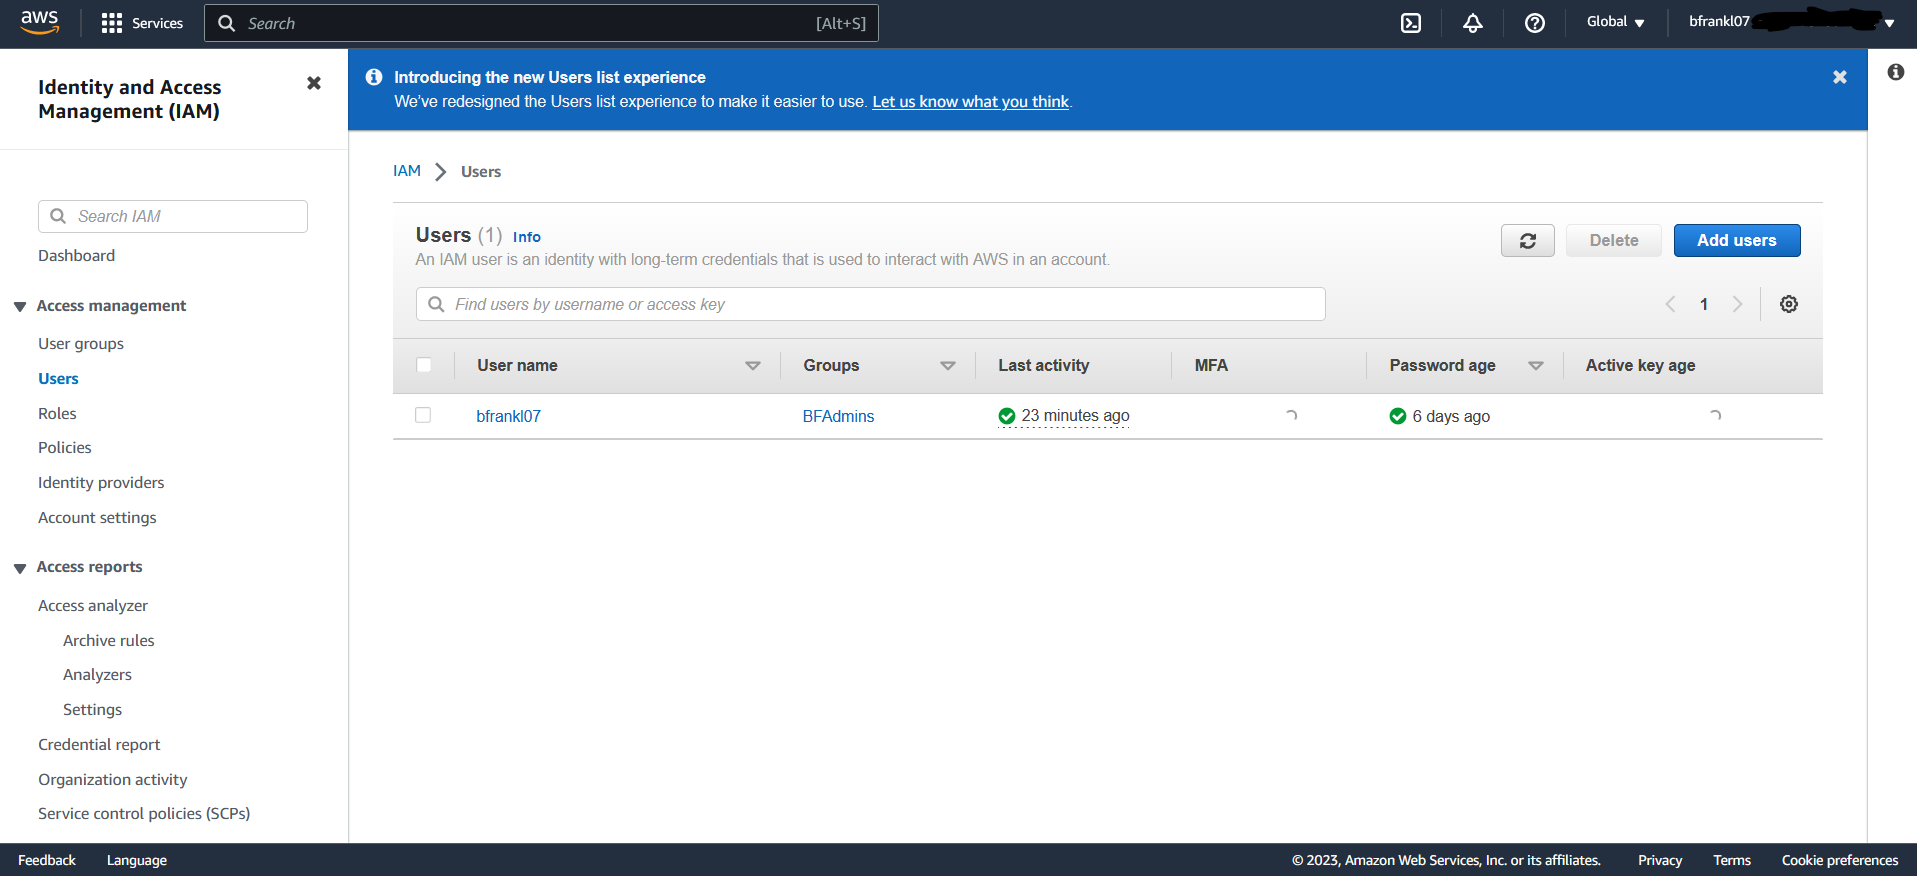 aws
Services
Search
[Alt+S]
Global
bfrankl07
Identity and Access
Management (IAM)
Search IAM
Dashboard
Access management
User groups
Users
Roles
Policies
Identity providers
Account settings
Access reports
Access analyzer
Archive rules
Analyzers
Settings
Credential report
Organization activity
Service control policies (SCPs)
Introducing the new Users list experience
We've redesigned the Users list experience to make it easier to use. Let us know what you think.
IAM
Users
Users (1) Info
An IAM user is an identity with long-term credentials that is used to interact with AWS in an account.
Delete
Add users
Find users by username or access key
1
User name
Groups
Last activity
MFA
Password age
Active key age
bfrankl07
BFAdmins
23 minutes ago
6 days ago
Feedback
Language
© 2023, Amazon Web Services, Inc. or its affiliates.
Privacy
Terms
Cookie preferences